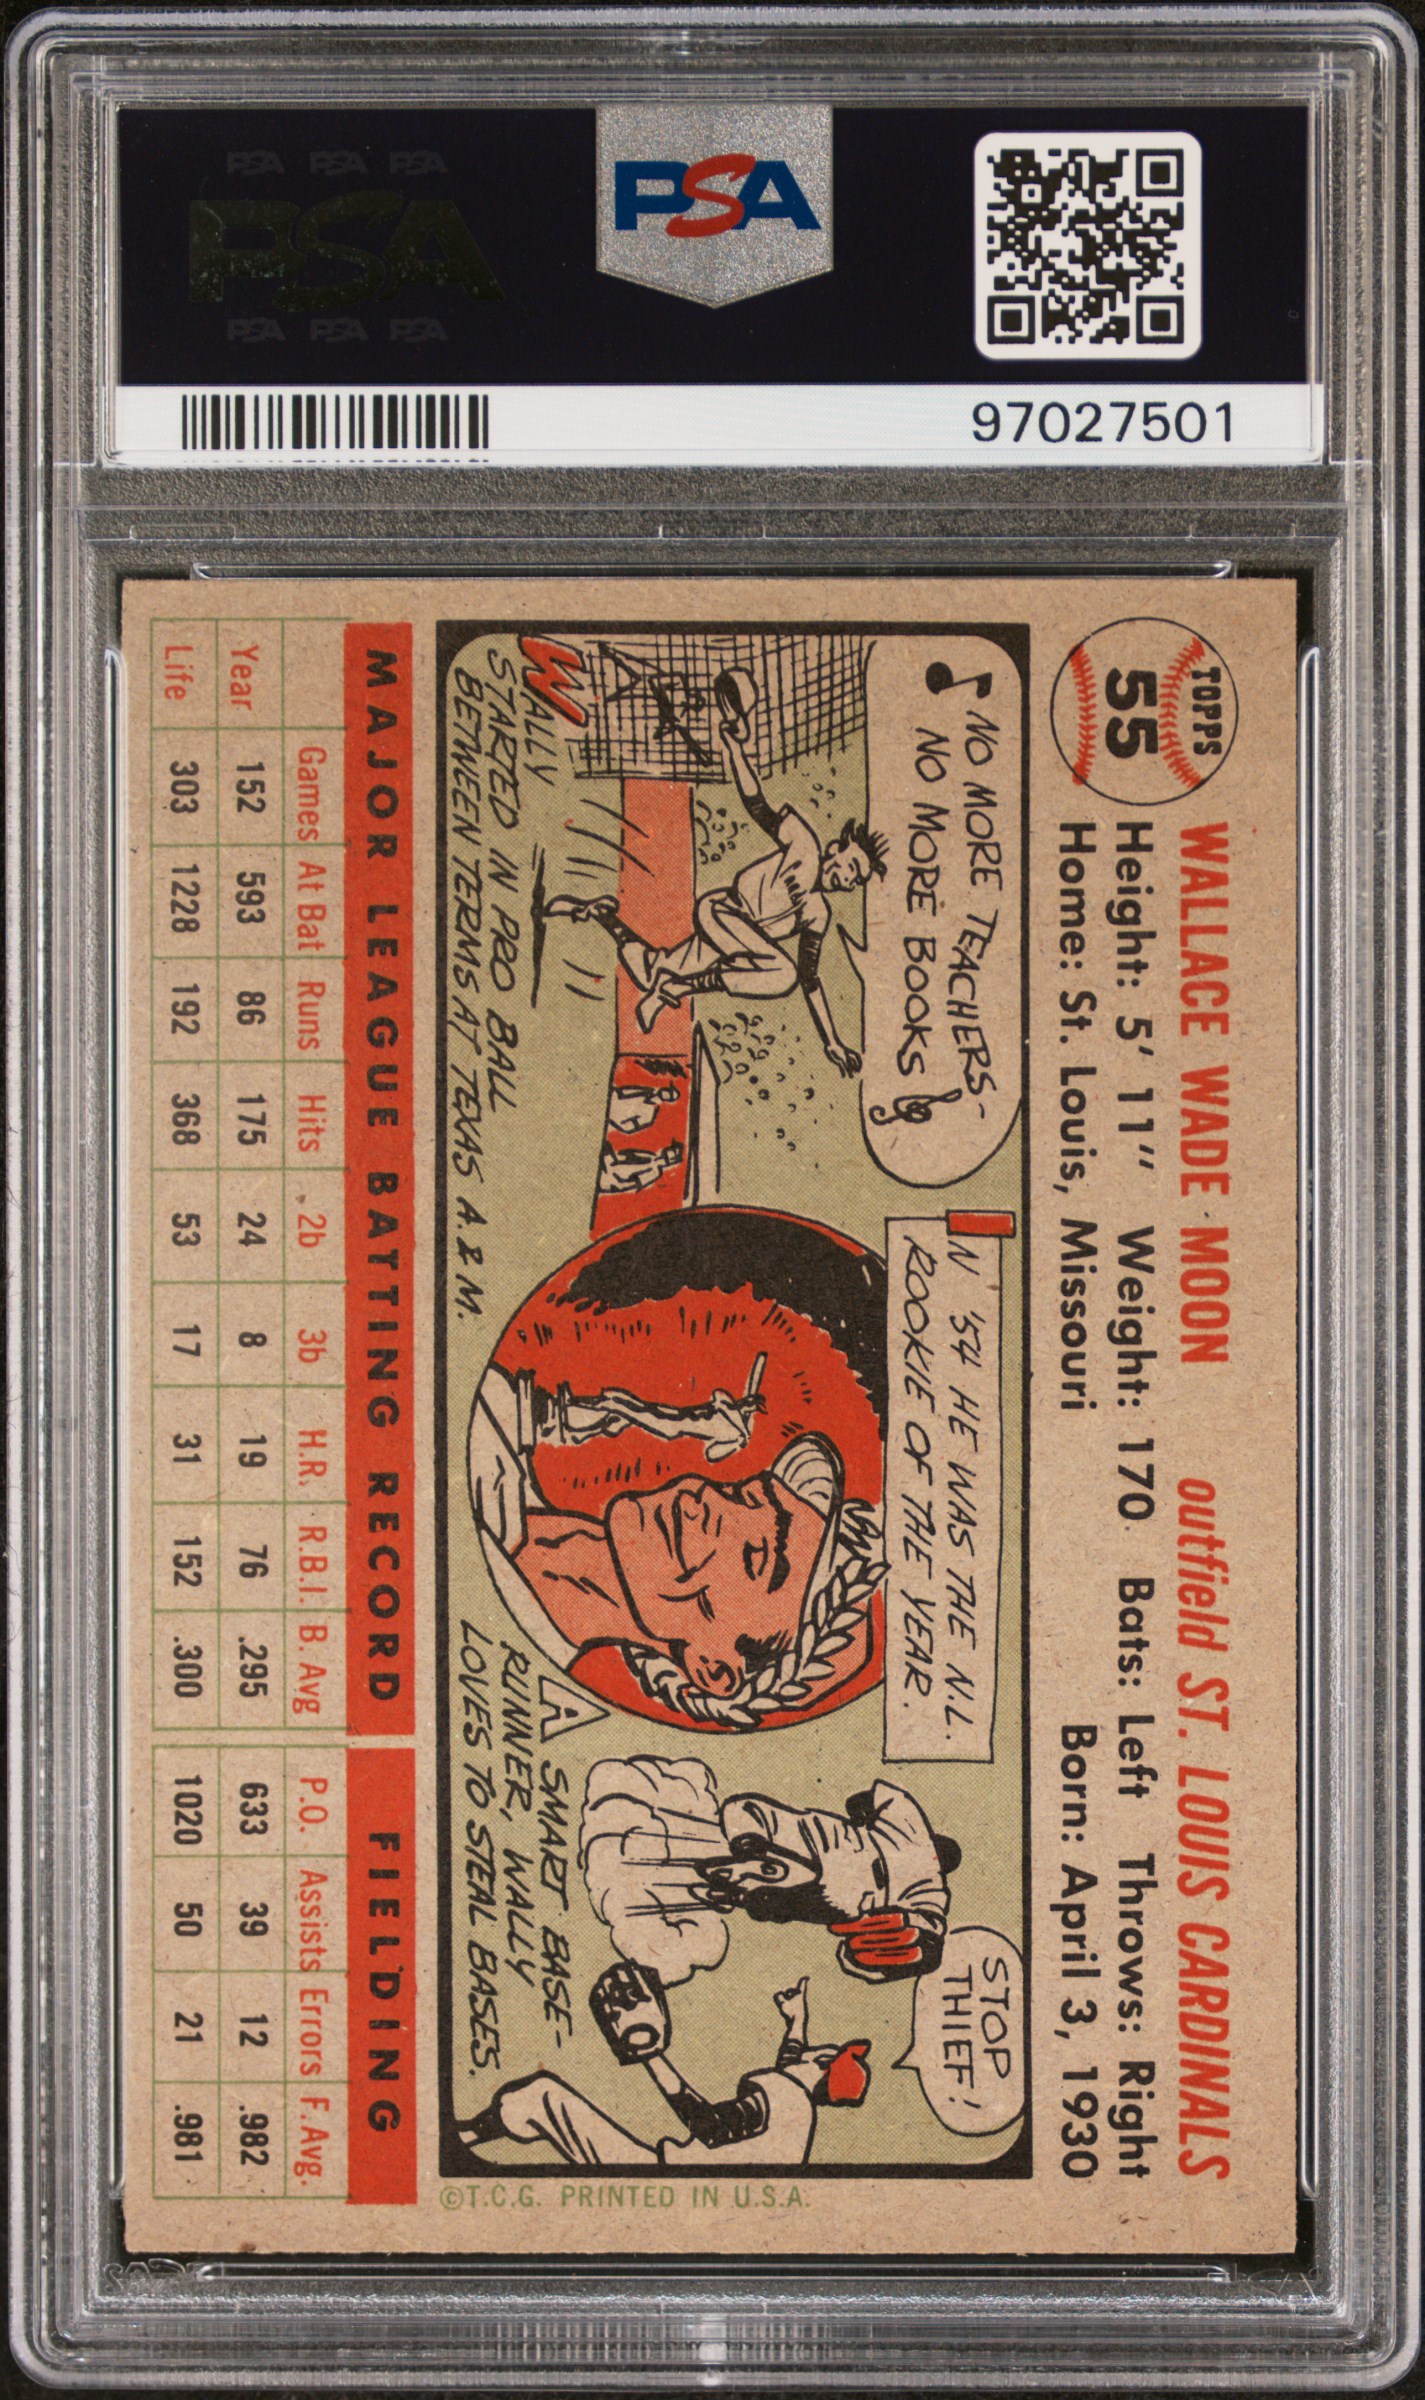 PSA PSA PSA
PSA
PSA PSA PSA
PSA
97027501
TOPPS
55
WALLACE WADE MOON outfield ST. LOUIS CARDINALS
Height: 5' 11" Weight: 170 Bats: Left Throws: Right
Home: St. Louis, Missouri Born: April 3, 1930
♪ NO MORE TEACHERS-
NO MORE BOOKS
WALLY
STARTED IN PRO BALL
BETWEEN TERMS AT TEXAS A. & M.
IN '54 HE WAS THE N.L.
ROOKIE OF THE YEAR.
STOP
THIEF!
A SMART BASE-
RUNNER, WALLY
LOVES TO STEAL BASES.
©T.C.G. PRINTED IN U.S.A.
MAJOR LEAGUE BATTING RECORD FIELDING
Games At Bat Runs Hits 2b 3b H.R. R.B.I. B. Avg P.O. Assists Errors F. Avg.
Year 152 593 86 175 24 8 19 76 .295 633 39 12 .982
Life 303 1228 192 368 53 17 31 152 .300 1020 50 21 .981